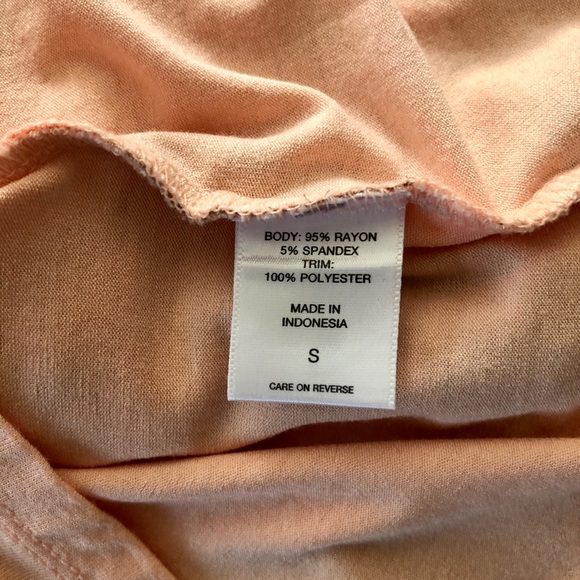 BODY: 95% RAYON
5% SPANDEX
TRIM:
100% POLYESTER
MADE IN
INDONESIA
S
CARE ON REVERSE